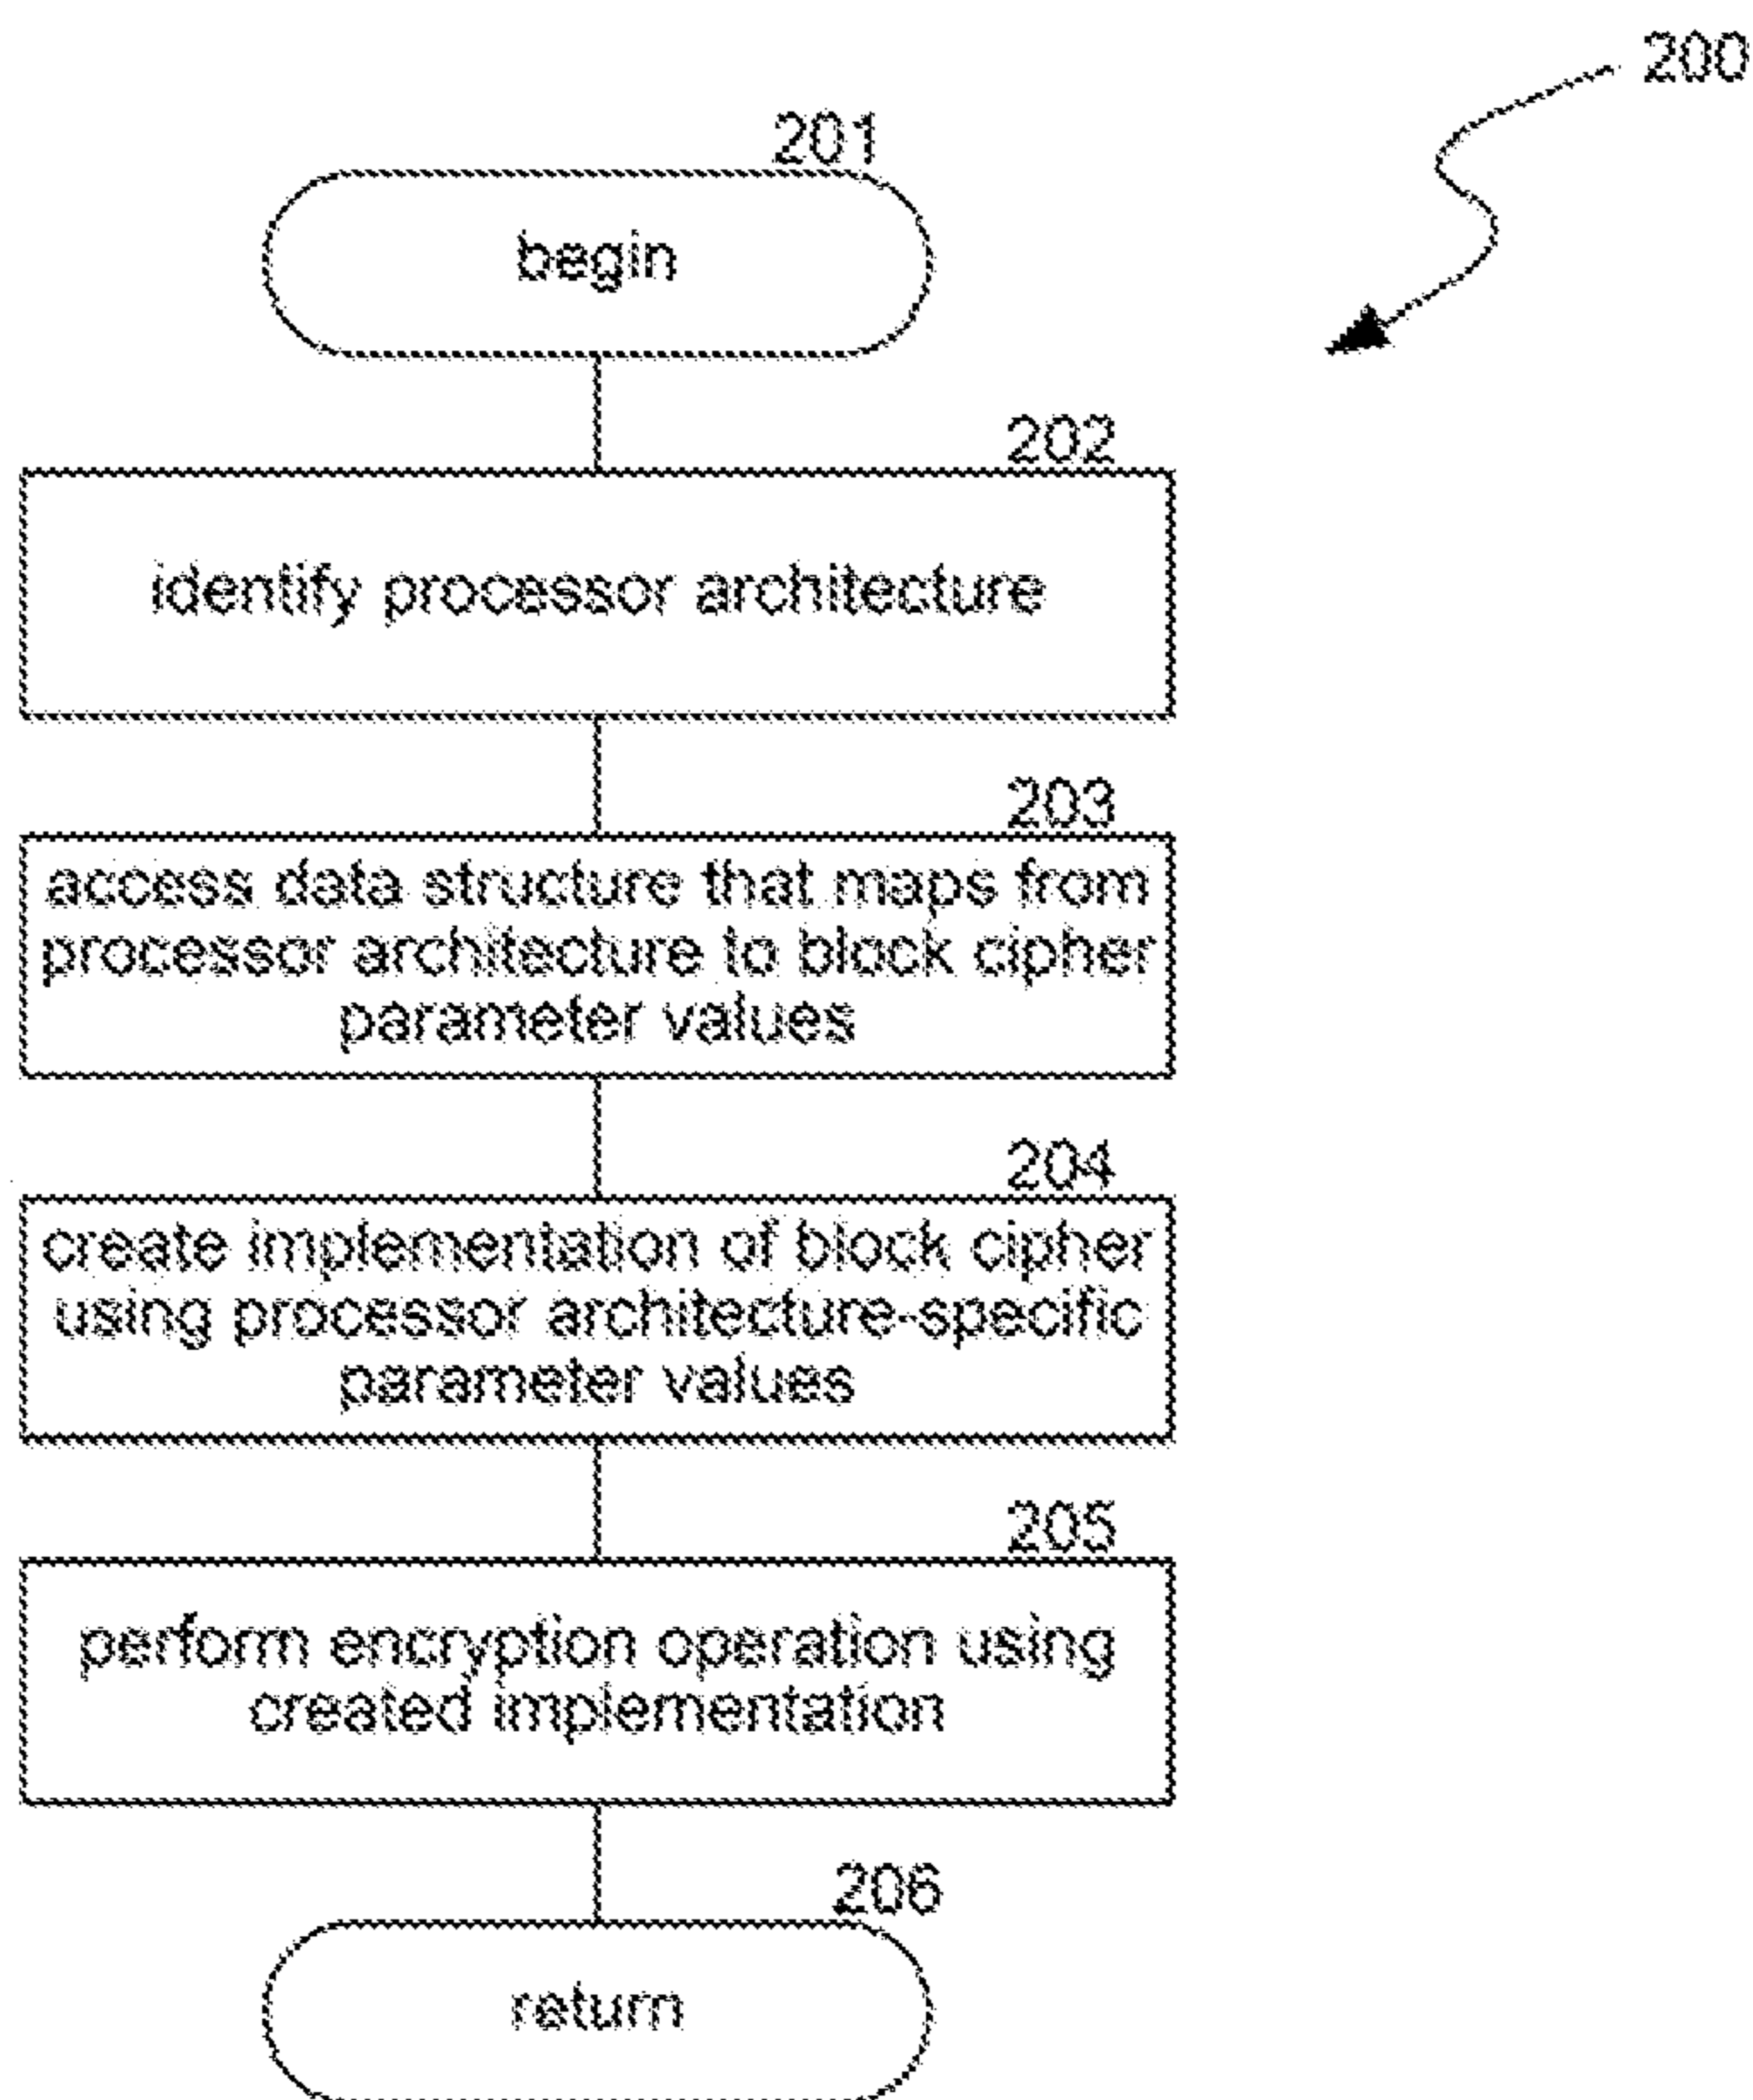 200
201
begin
202
identify processor architecture
203
access data structure that maps from
processor architecture to block cipher
parameter values
204
create implementation of block cipher
using processor architecture-specific
parameter values
205
perform encryption operation using
created implementation
206
return